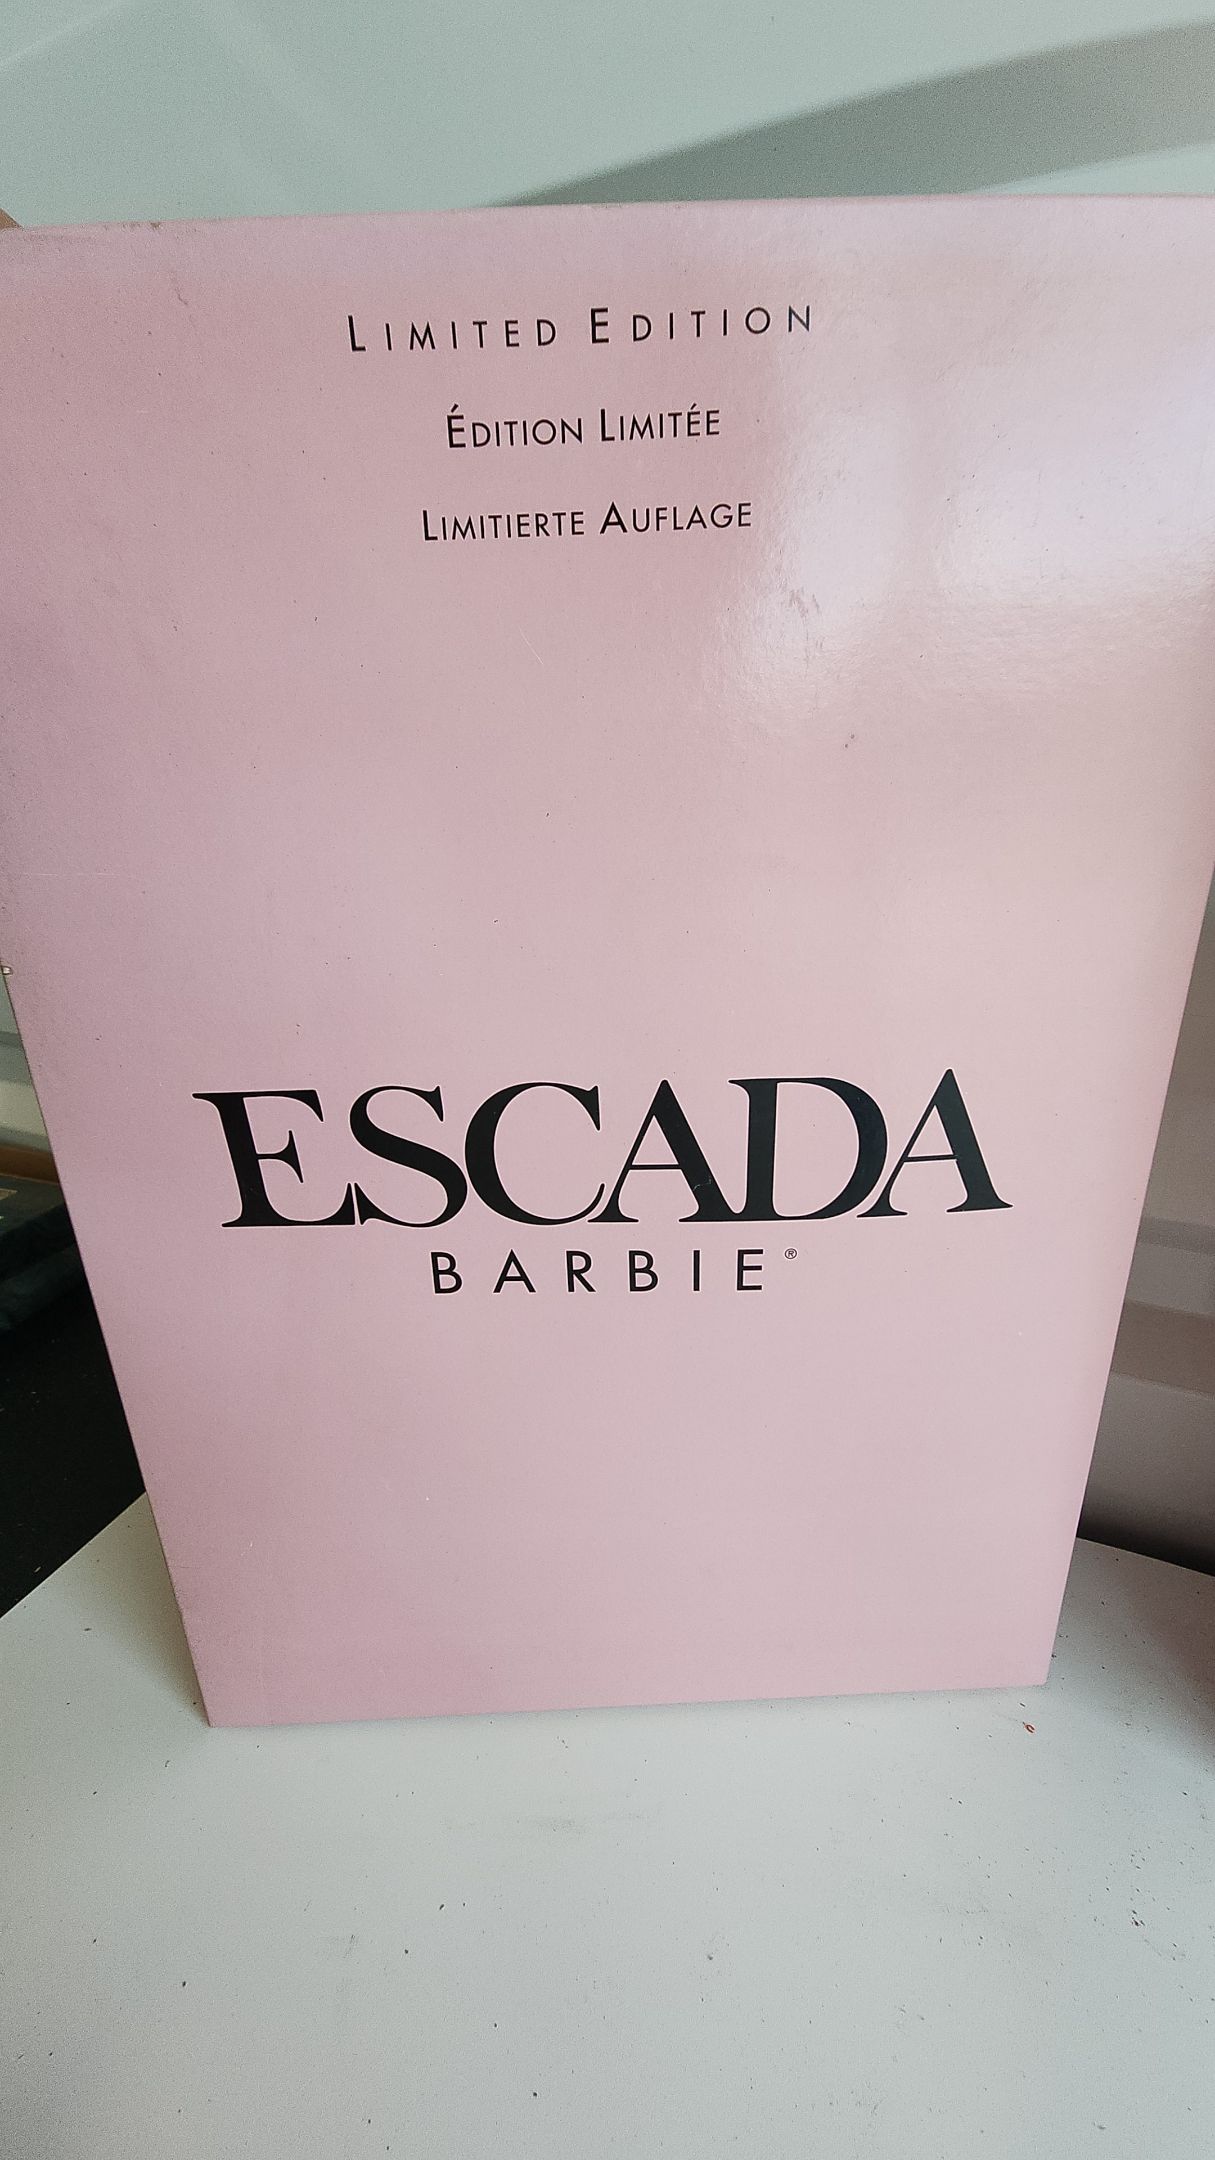 LIMITED EDITION
ÉDITION LIMITÉE
LIMITIERTE AUFLAGE
ESCADA
BARBIE®